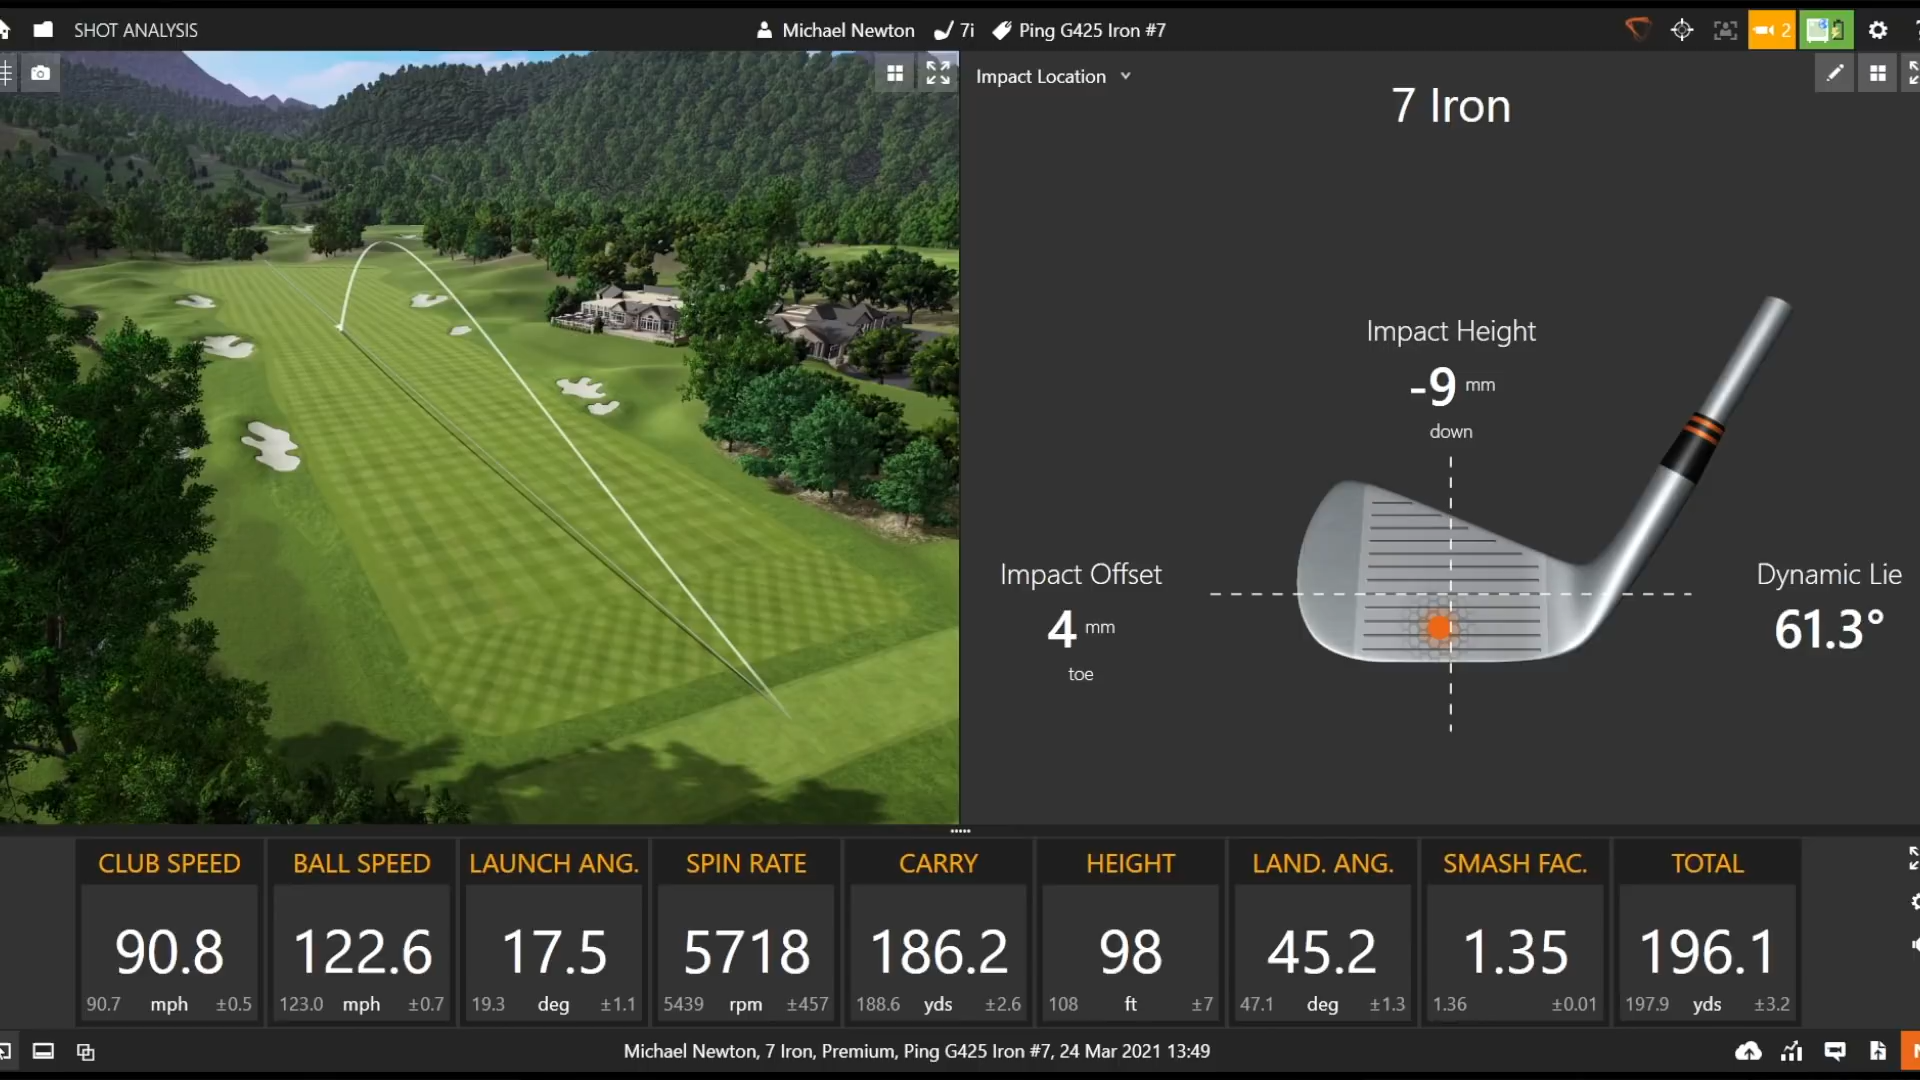 SHOT ANALYSIS
Michael Newton
7i
Ping G425 Iron #7
2
Impact Location
7 Iron
Impact Height
-9 mm
down
Impact Offset
4 mm
toe
Dynamic Lie
61.3°
CLUB SPEED
90.8
90.7 mph ±0.5
BALL SPEED
122.6
123.0 mph ±0.7
LAUNCH ANG.
17.5
19.3 deg ±1.1
SPIN RATE
5718
5439 rpm ±457
CARRY
186.2
188.6 yds ±2.6
HEIGHT
98
108 ft ±7
LAND. ANG.
45.2
47.1 deg ±1.3
SMASH FAC.
1.35
1.36 ±0.01
TOTAL
196.1
197.9 yds ±3.2
Michael Newton, 7 Iron, Premium, Ping G425 Iron #7, 24 Mar 2021 13:49